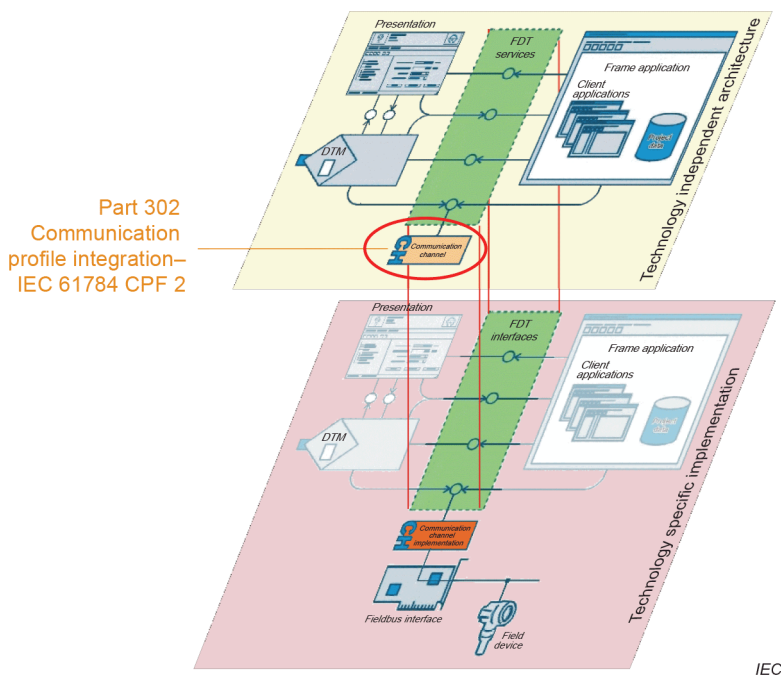 Presentation
FDT
services
Frame application
Client
applications
Project
data
DTM
Technology independent architecture
Part 302
Communication
profile integration–
IEC 61784 CPF 2
Communication
channel
Presentation
FDT
interfaces
Frame application
Client
applications
Project
data
DTM
Technology specific implementation
Communication
channel
implementation
Fieldbus interface
Field
device
IEC